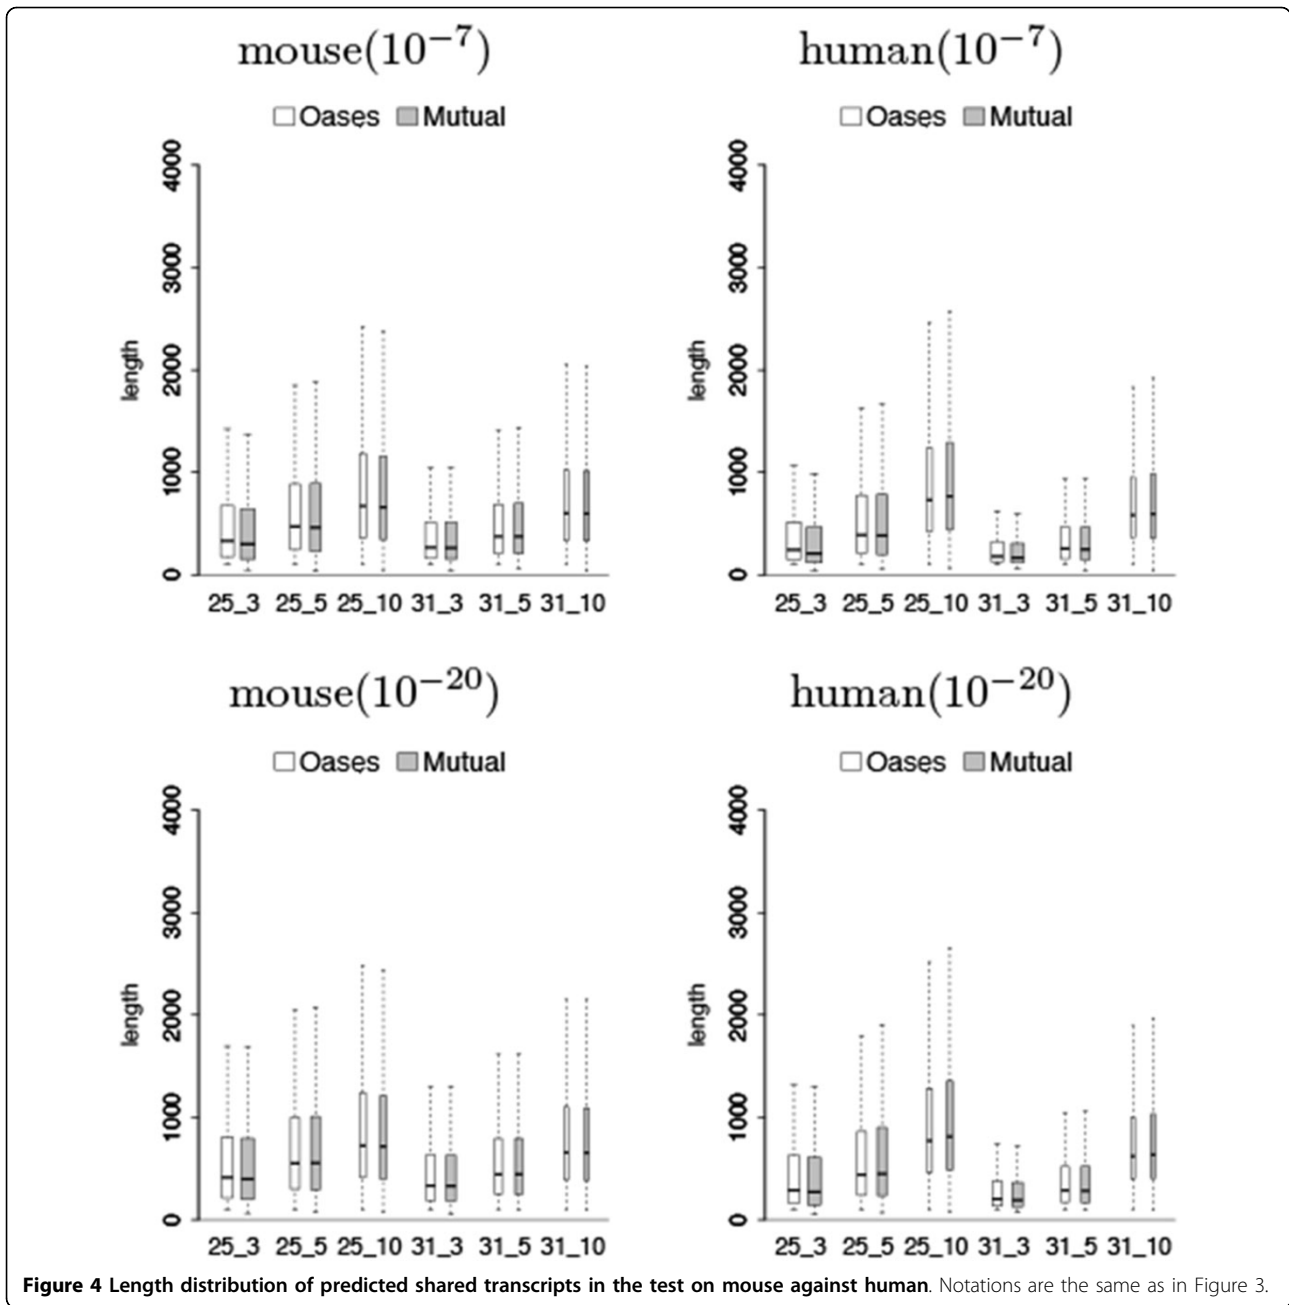 mouse(10−7) human(10−7)
Oases Mutual Oases Mutual
4000 4000
3000 3000
length 2000 length 2000
1000 1000
0 0
25_3 25_5 25_10 31_3 31_5 31_10 25_3 25_5 25_10 31_3 31_5 31_10
mouse(10−20) human(10−20)
Oases Mutual Oases Mutual
4000 4000
3000 3000
length 2000 length 2000
1000 1000
0 0
25_3 25_5 25_10 31_3 31_5 31_10 25_3 25_5 25_10 31_3 31_5 31_10
Figure 4 Length distribution of predicted shared transcripts in the test on mouse against human. Notations are the same as in Figure 3.